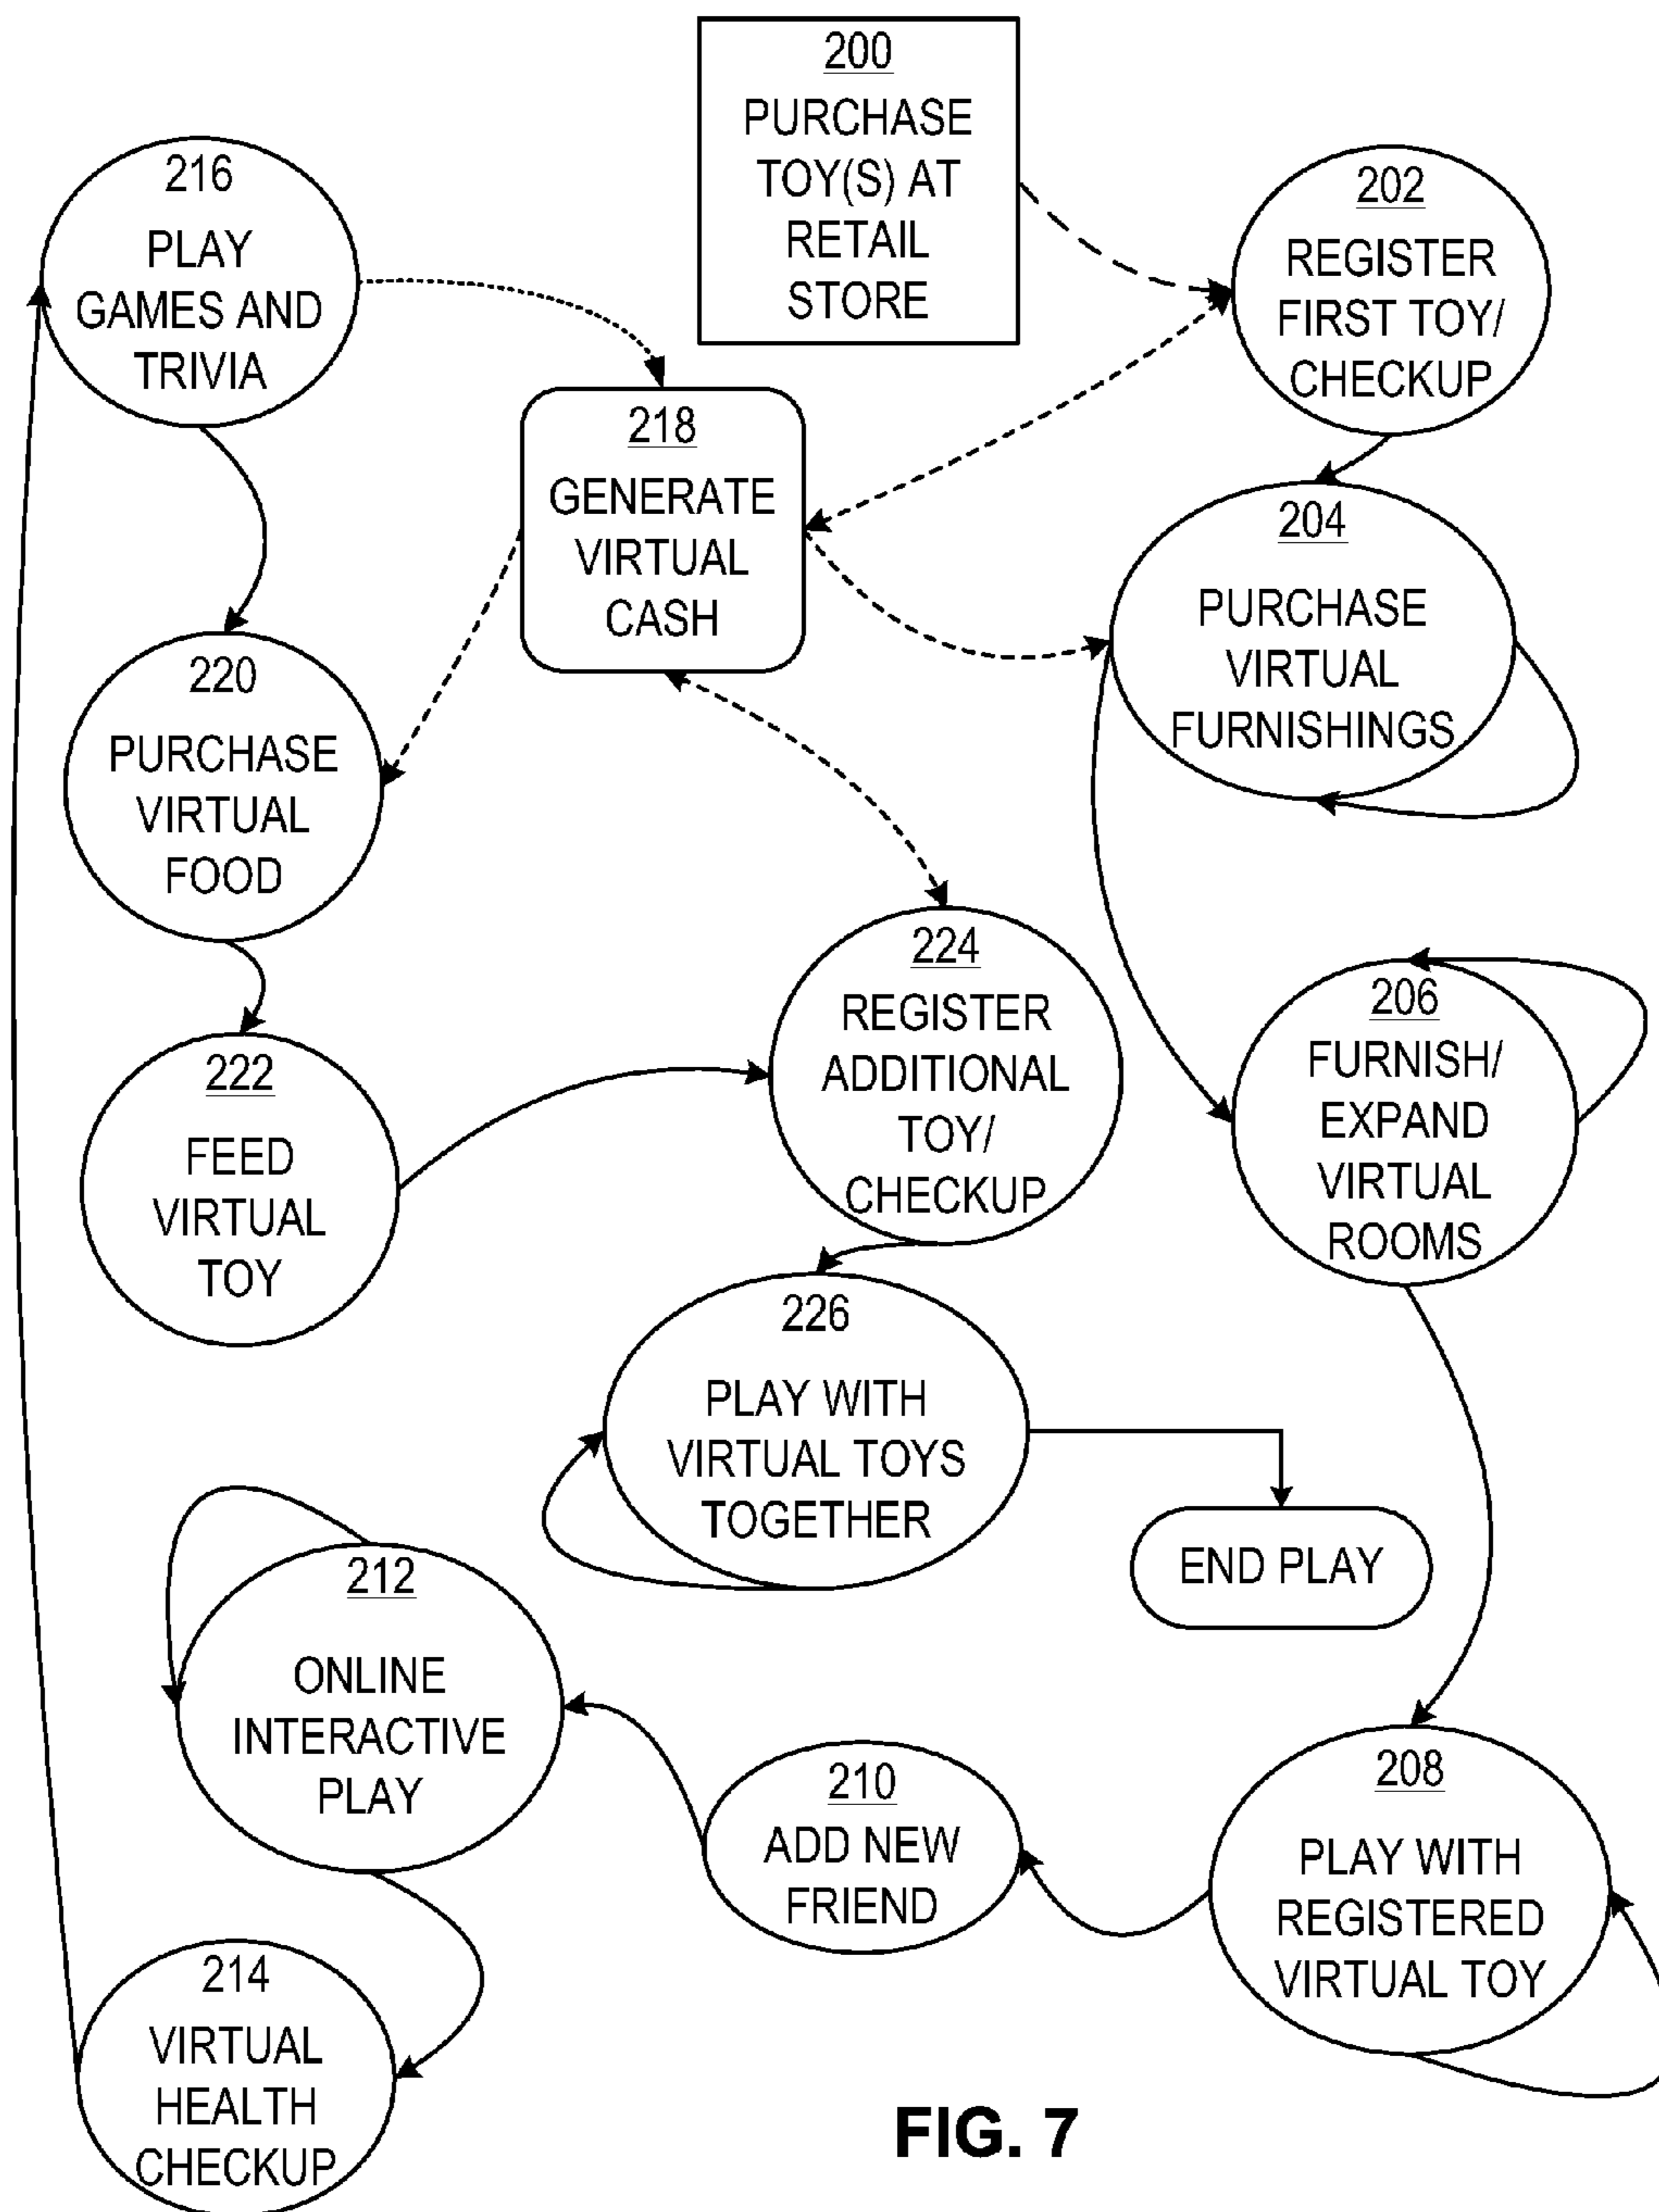 200
PURCHASE
TOY(S) AT
RETAIL
STORE
216
PLAY
GAMES AND
TRIVIA
202
REGISTER
FIRST TOY/
CHECKUP
218
GENERATE
VIRTUAL
CASH
204
PURCHASE
VIRTUAL
FURNISHINGS
220
PURCHASE
VIRTUAL
FOOD
224
REGISTER
ADDITIONAL
TOY/
CHECKUP
206
FURNISH/
EXPAND
VIRTUAL
ROOMS
222
FEED
VIRTUAL
TOY
226
PLAY WITH
VIRTUAL TOYS
TOGETHER
END PLAY
212
ONLINE
INTERACTIVE
PLAY
210
ADD NEW
FRIEND
208
PLAY WITH
REGISTERED
VIRTUAL TOY
214
VIRTUAL
HEALTH
CHECKUP
FIG. 7